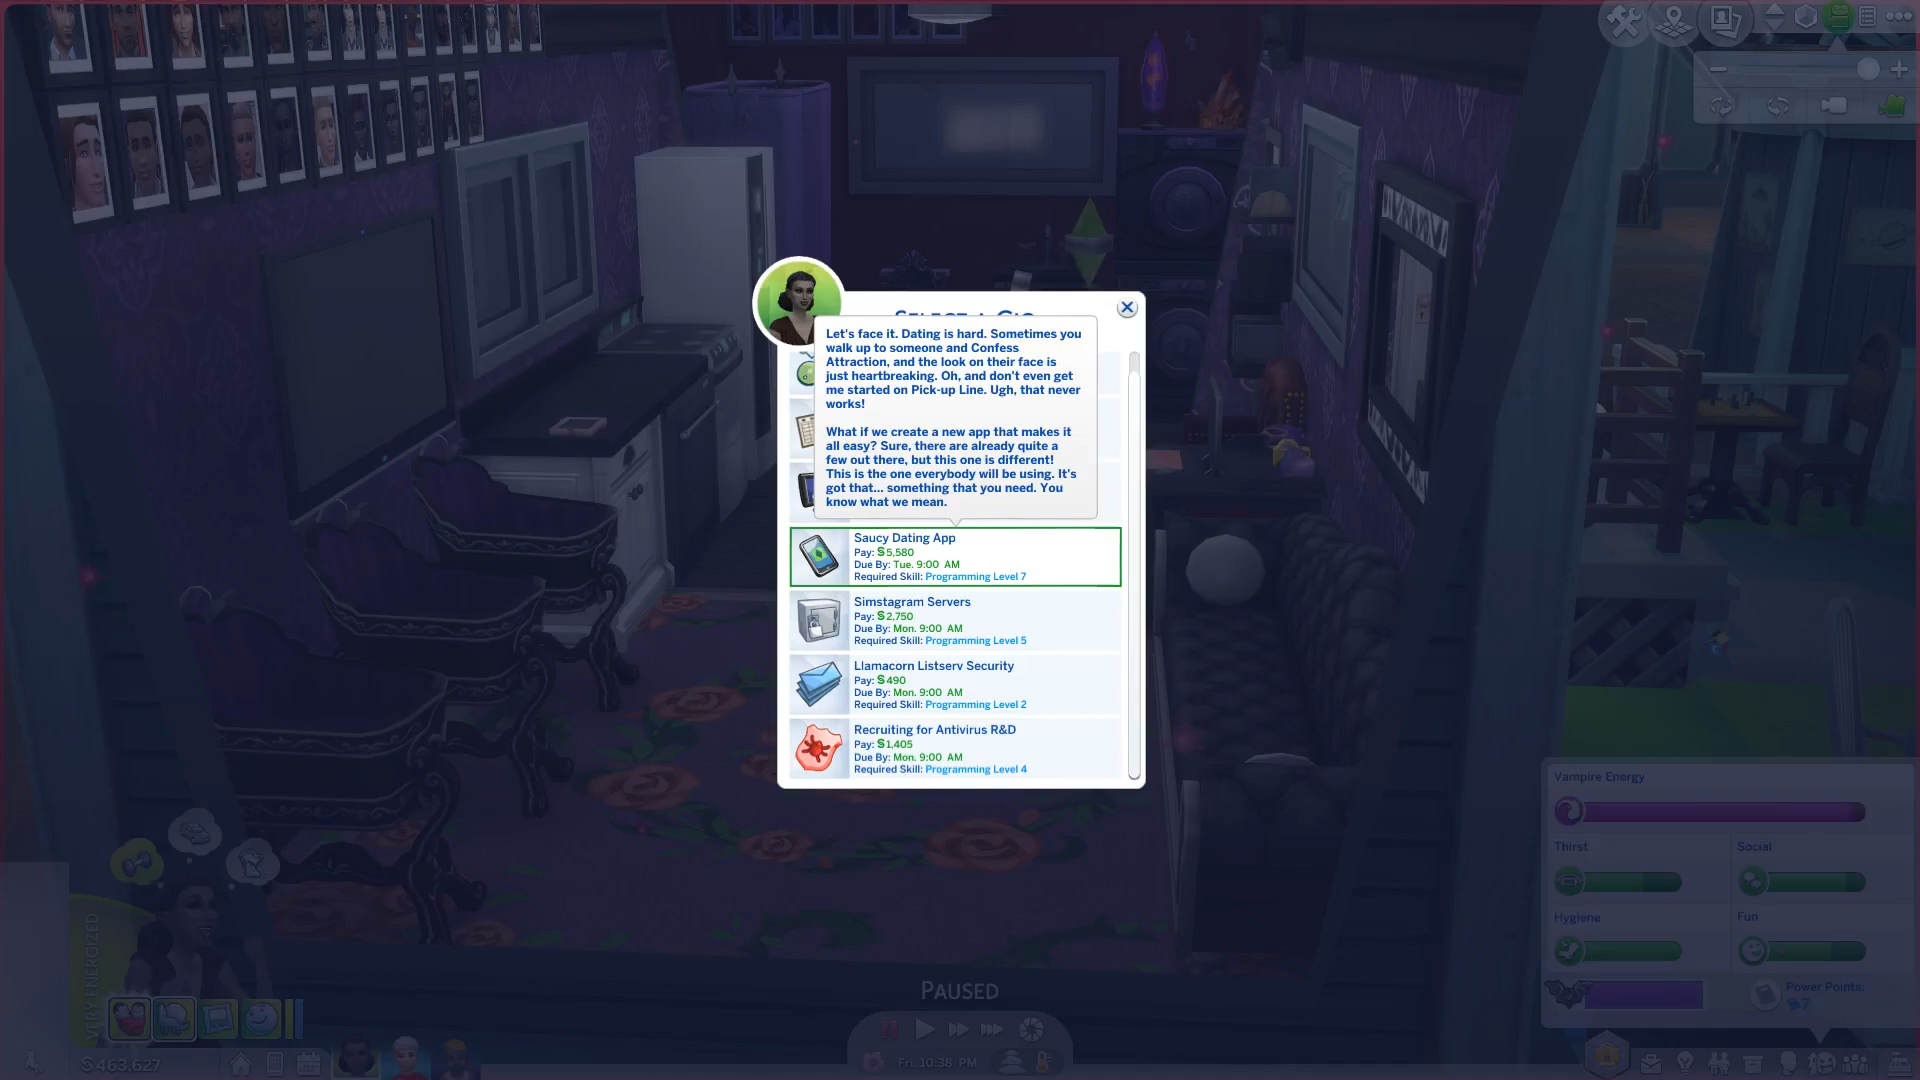 SELECT A GIG
Let's face it. Dating is hard. Sometimes you
walk up to someone and Confess
Attraction, and the look on their face is
just heartbreaking. Oh, and don't even get
me started on Pick-up Line. Ugh, that never
works!
What if we create a new app that makes it
all easy? Sure, there are already quite a
few out there, but this one is different!
This is the one everybody will be using. It's
got that... something that you need. You
know what we mean.
Saucy Dating App
Pay: §5,580
Due By: Tue. 9:00 AM
Required Skill: Programming Level 7
Simstagram Servers
Pay: §2,750
Due By: Mon. 9:00 AM
Required Skill: Programming Level 5
Llamacorn Listserv Security
Pay: §490
Due By: Mon. 9:00 AM
Required Skill: Programming Level 2
Recruiting for Antivirus R&D
Pay: §1,405
Due By: Mon. 9:00 AM
Required Skill: Programming Level 4
Vampire Energy
Thirst
Social
Hygiene
Fun
Power Points:
7
VERY ENERGIZED
PAUSED
§463,627
Fri. 10:38 PM